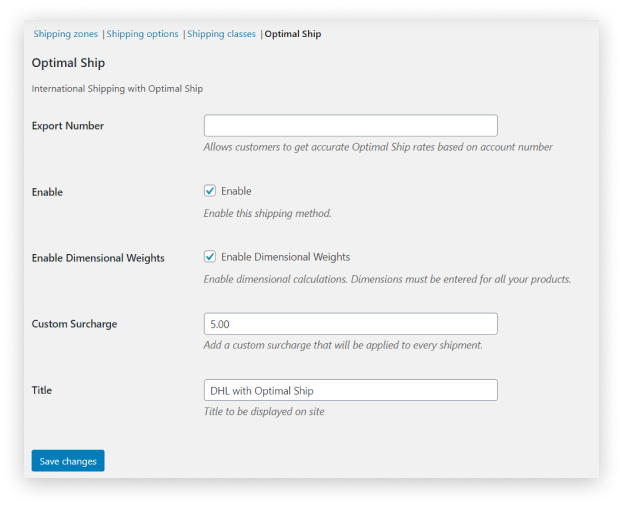 Shipping zones | Shipping options | Shipping classes | Optimal Ship
Optimal Ship
International Shipping with Optimal Ship
Export Number
Allows customers to get accurate Optimal Ship rates based on account number
Enable
Enable
Enable this shipping method.
Enable Dimensional Weights
Enable Dimensional Weights
Enable dimensional calculations. Dimensions must be entered for all your products.
Custom Surcharge
5.00
Add a custom surcharge that will be applied to every shipment.
Title
DHL with Optimal Ship
Title to be displayed on site
Save changes